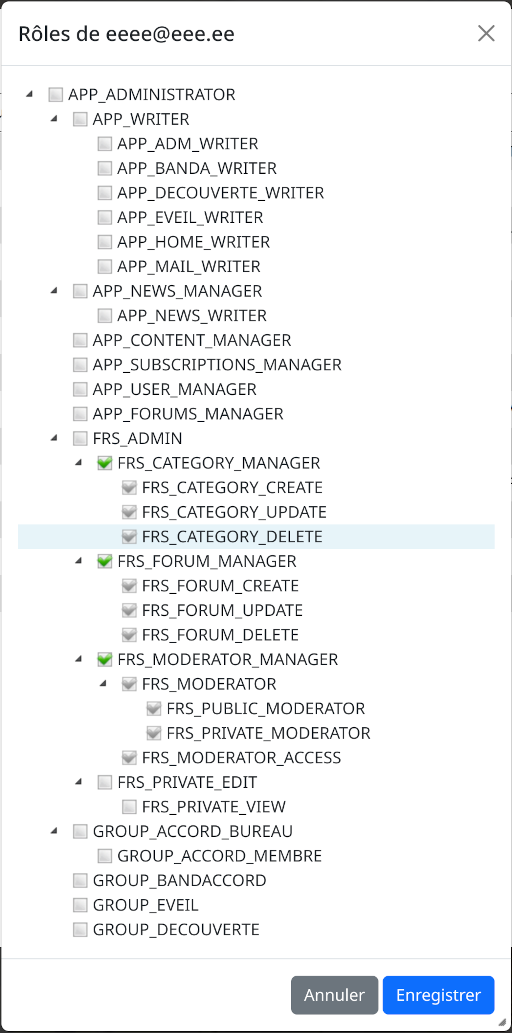 Rôles de eeee@eee.ee
APP_ADMINISTRATOR
APP_WRITER
APP_ADM_WRITER
APP_BANDA_WRITER
APP_DECOUVERTE_WRITER
APP_EVEIL_WRITER
APP_HOME_WRITER
APP_MAIL_WRITER
APP_NEWS_MANAGER
APP_NEWS_WRITER
APP_CONTENT_MANAGER
APP_SUBSCRIPTIONS_MANAGER
APP_USER_MANAGER
APP_FORUMS_MANAGER
FRS_ADMIN
FRS_CATEGORY_MANAGER
FRS_CATEGORY_CREATE
FRS_CATEGORY_UPDATE
FRS_CATEGORY_DELETE
FRS_FORUM_MANAGER
FRS_FORUM_CREATE
FRS_FORUM_UPDATE
FRS_FORUM_DELETE
FRS_MODERATOR_MANAGER
FRS_MODERATOR
FRS_PUBLIC_MODERATOR
FRS_PRIVATE_MODERATOR
FRS_MODERATOR_ACCESS
FRS_PRIVATE_EDIT
FRS_PRIVATE_VIEW
GROUP_ACCORD_BUREAU
GROUP_ACCORD_MEMBRE
GROUP_BANDACCORD
GROUP_EVEIL
GROUP_DECOUVERTE
Annuler Enregistrer